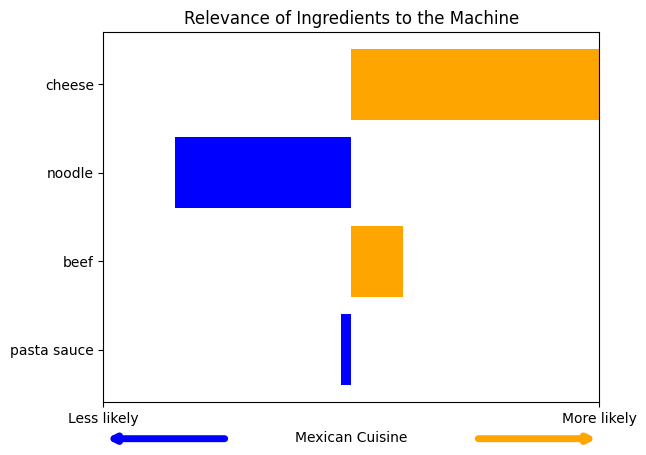 Relevance of Ingredients to the Machine
cheese
noodle
beef
pasta sauce
Less likely
More likely
Mexican Cuisine